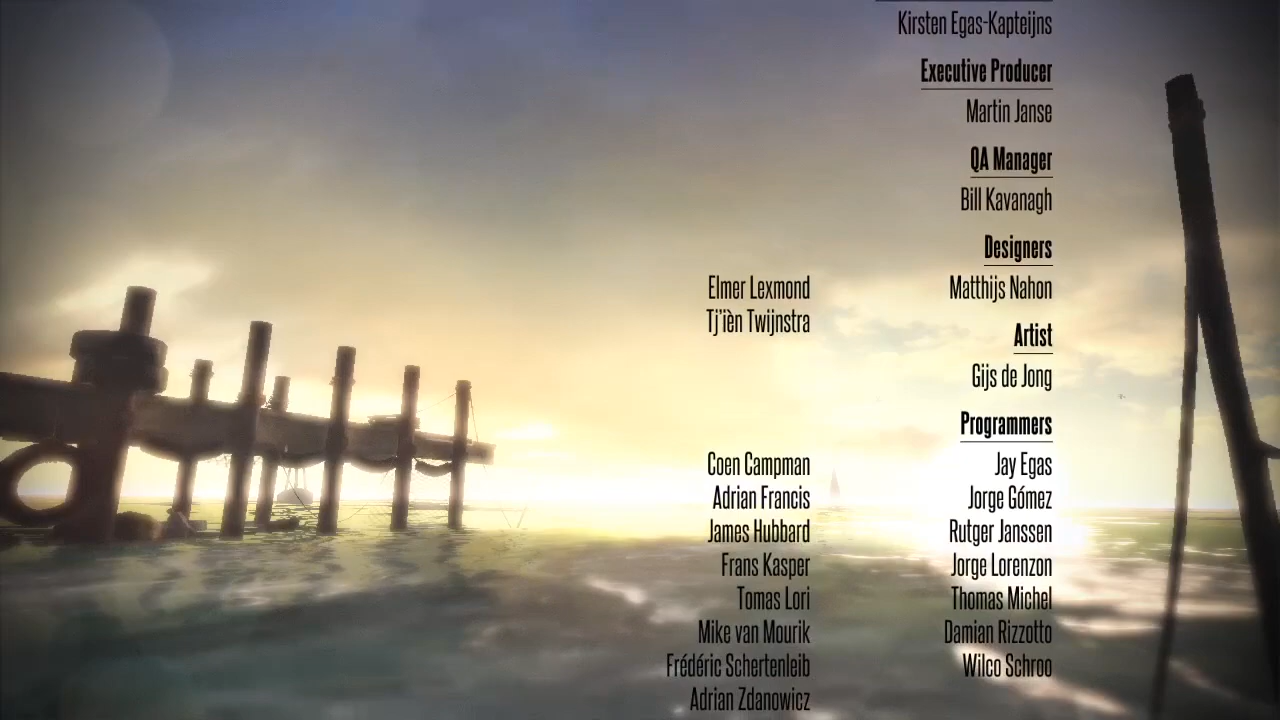 Kirsten Egas-Kapteijns
Executive Producer
Martin Janse
QA Manager
Bill Kavanagh
Designers
Elmer Lexmond Matthijs Nahon
Tj'ièn Twijnstra
Artist
Gijs de Jong
Programmers
Coen Campman Jay Egas
Adrian Francis Jorge Gómez
James Hubbard Rutger Janssen
Frans Kasper Jorge Lorenzon
Tomas Lori Thomas Michel
Mike van Mourik Damian Rizzotto
Frédéric Schertenleib Wilco Schroo
Adrian Zdanowicz